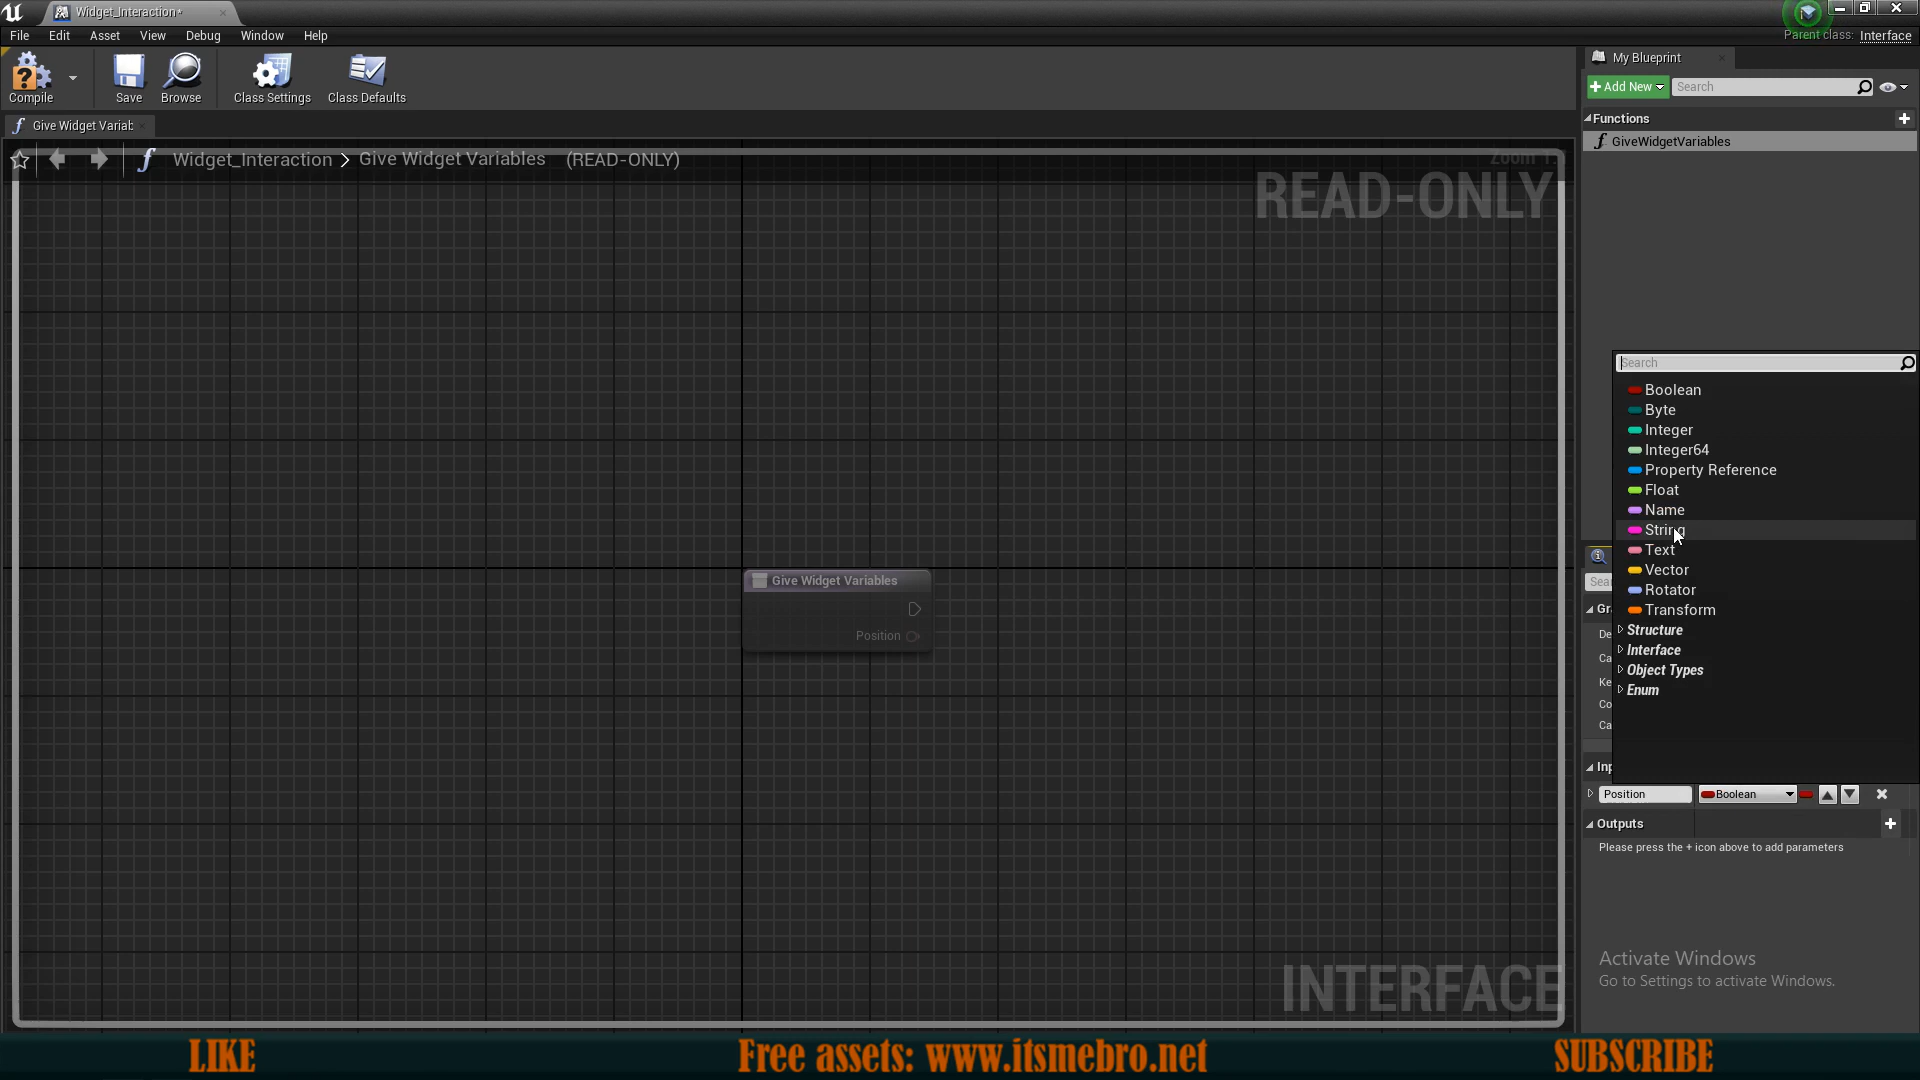 Widget_Interaction*
File Edit Asset View Debug Window Help
Parent class: Interface
Compile Save Browse Class Settings Class Defaults
My Blueprint
Add New Search
Functions
GiveWidgetVariables
Give Widget Variab
Widget_Interaction > Give Widget Variables (READ-ONLY)
READ-ONLY
Search
Boolean
Byte
Integer
Integer64
Property Reference
Float
Name
String
Text
Vector
Rotator
Transform
Structure
Interface
Object Types
Enum
Give Widget Variables
Position
Position Boolean
Outputs
Please press the + icon above to add parameters
Activate Windows
Go to Settings to activate Windows.
INTERFACE
LIKE Free assets: www.itsmebro.net SUBSCRIBE